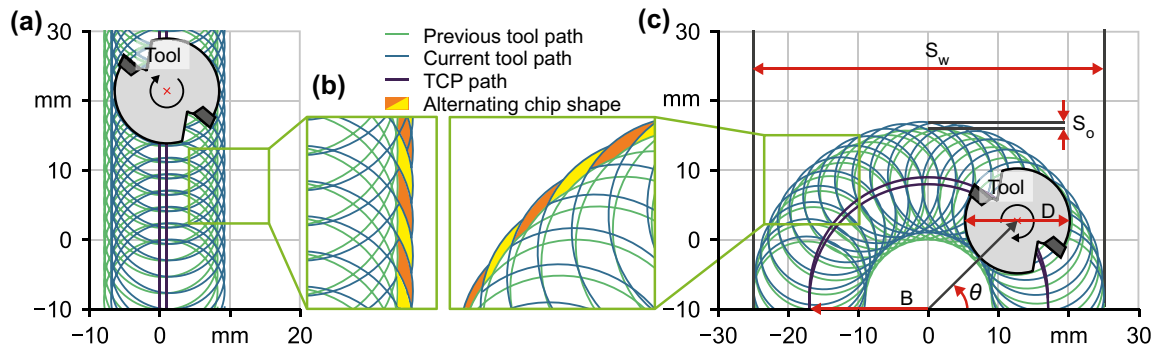 (a)
30
mm
10
0
−10
−10
0
mm
20
Tool
Previous tool path
Current tool path
TCP path
Alternating chip shape
(b)
(c)
30
mm
10
0
−10
−30
−20
−10
0
10
mm
30
S_w
S_o
Tool
D
B
θ